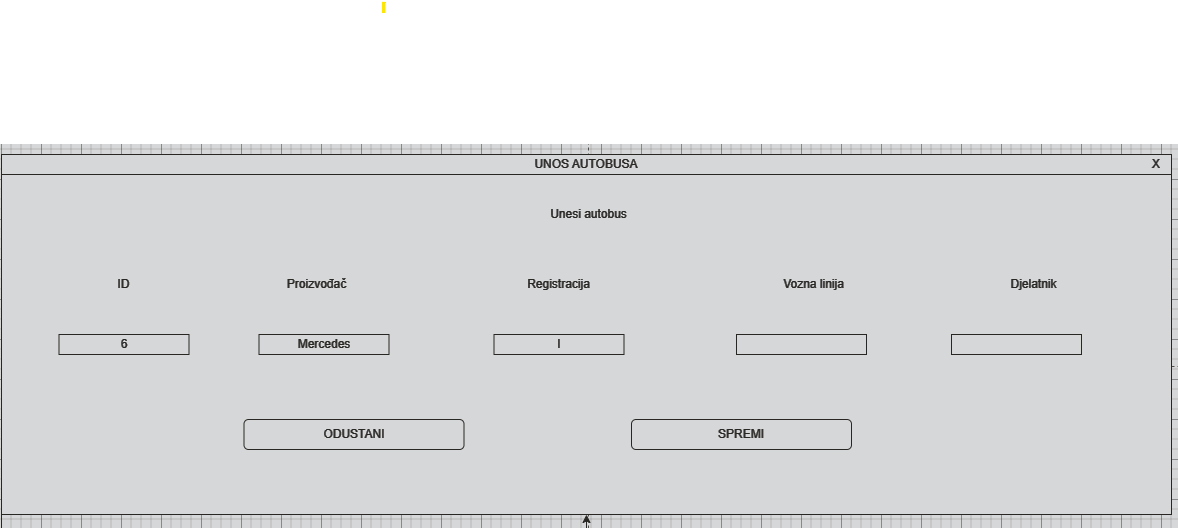 UNOS AUTOBUSA X
Unesi autobus
ID Proizvođač Registracija Vozna linija Djelatnik
6 Mercedes I
ODUSTANI SPREMI